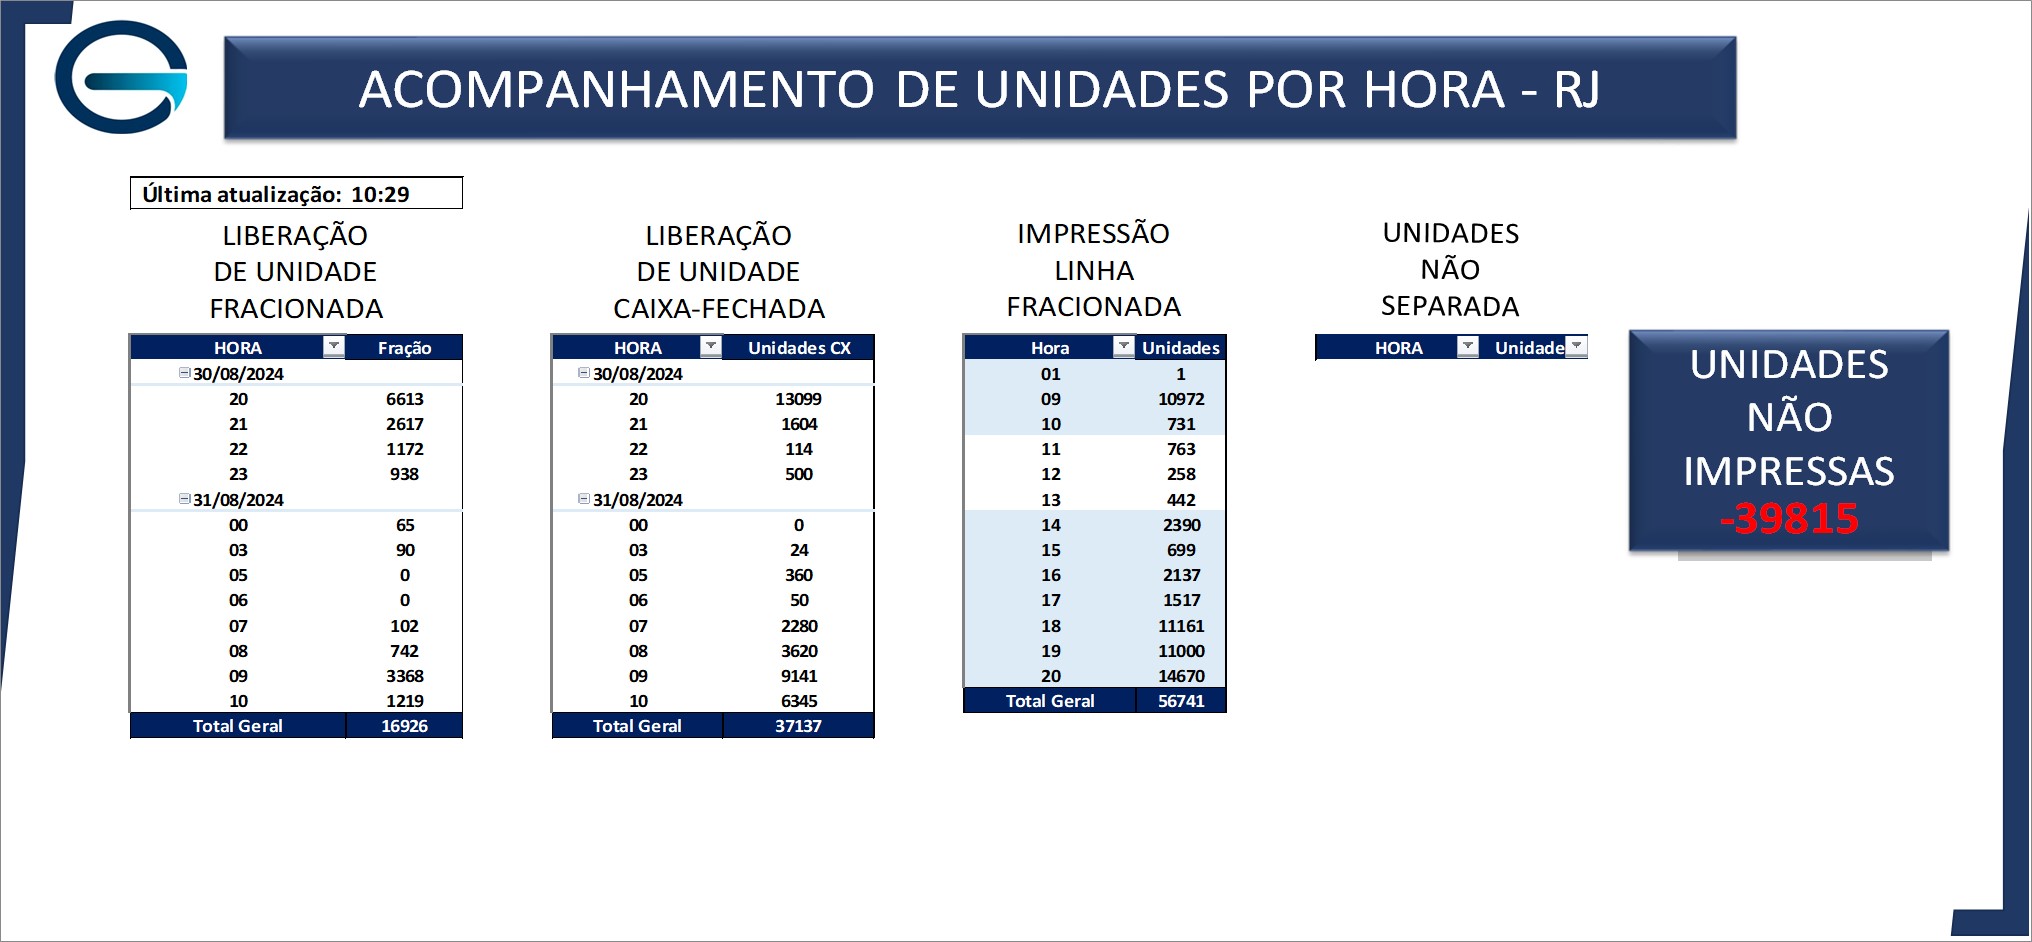 ACOMPANHAMENTO DE UNIDADES POR HORA - RJ
Última atualização: 10:29
LIBERAÇÃO
DE UNIDADE
FRACIONADA
HORA Fração
30/08/2024
20 6613
21 2617
22 1172
23 938
31/08/2024
00 65
03 90
05 0
06 0
07 102
08 742
09 3368
10 1219
Total Geral 16926
LIBERAÇÃO
DE UNIDADE
CAIXA-FECHADA
HORA Unidades CX
30/08/2024
20 13099
21 1604
22 114
23 500
31/08/2024
00 0
03 24
05 360
06 50
07 2280
08 3620
09 9141
10 6345
Total Geral 37137
IMPRESSÃO
LINHA
FRACIONADA
Hora Unidades
01 1
09 10972
10 731
11 763
12 258
13 442
14 2390
15 699
16 2137
17 1517
18 11161
19 11000
20 14670
Total Geral 56741
UNIDADES
NÃO
SEPARADA
HORA Unidade
UNIDADES
NÃO
IMPRESSAS
-39815